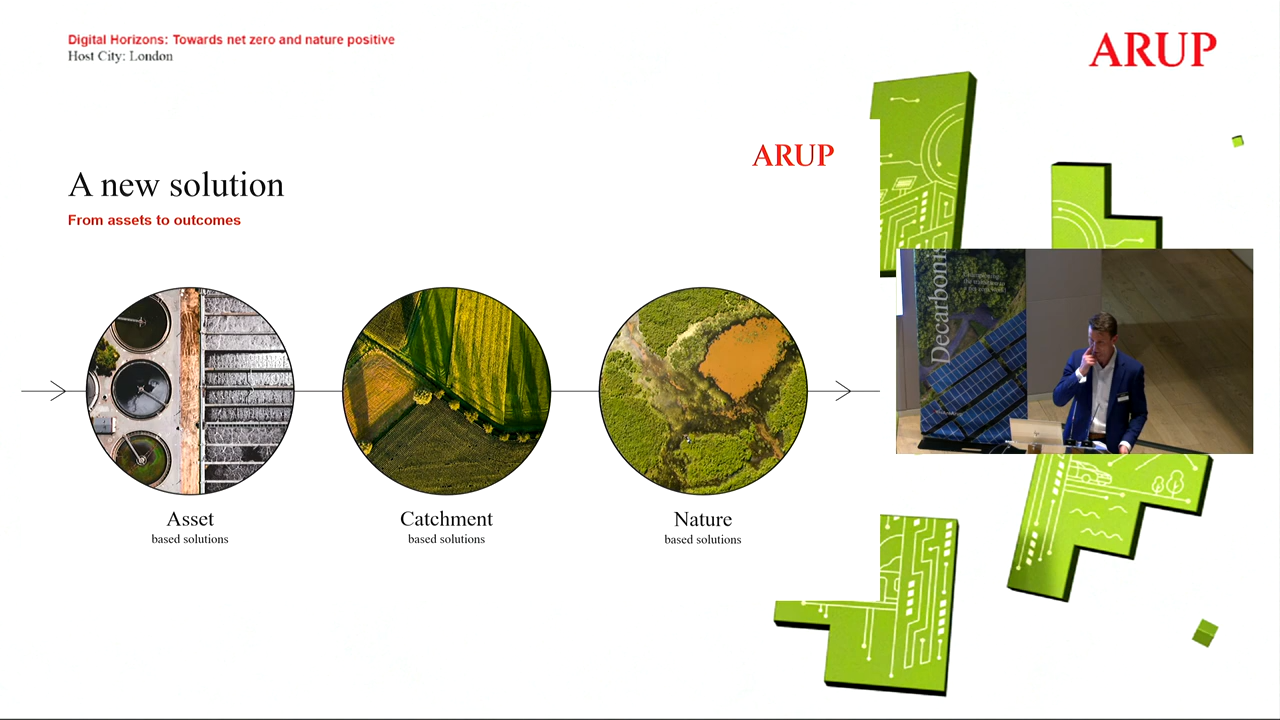 Digital Horizons: Towards net zero and nature positive
Host City: London
ARUP
ARUP
A new solution
From assets to outcomes
Asset
based solutions
Catchment
based solutions
Nature
based solutions
Decarbonis